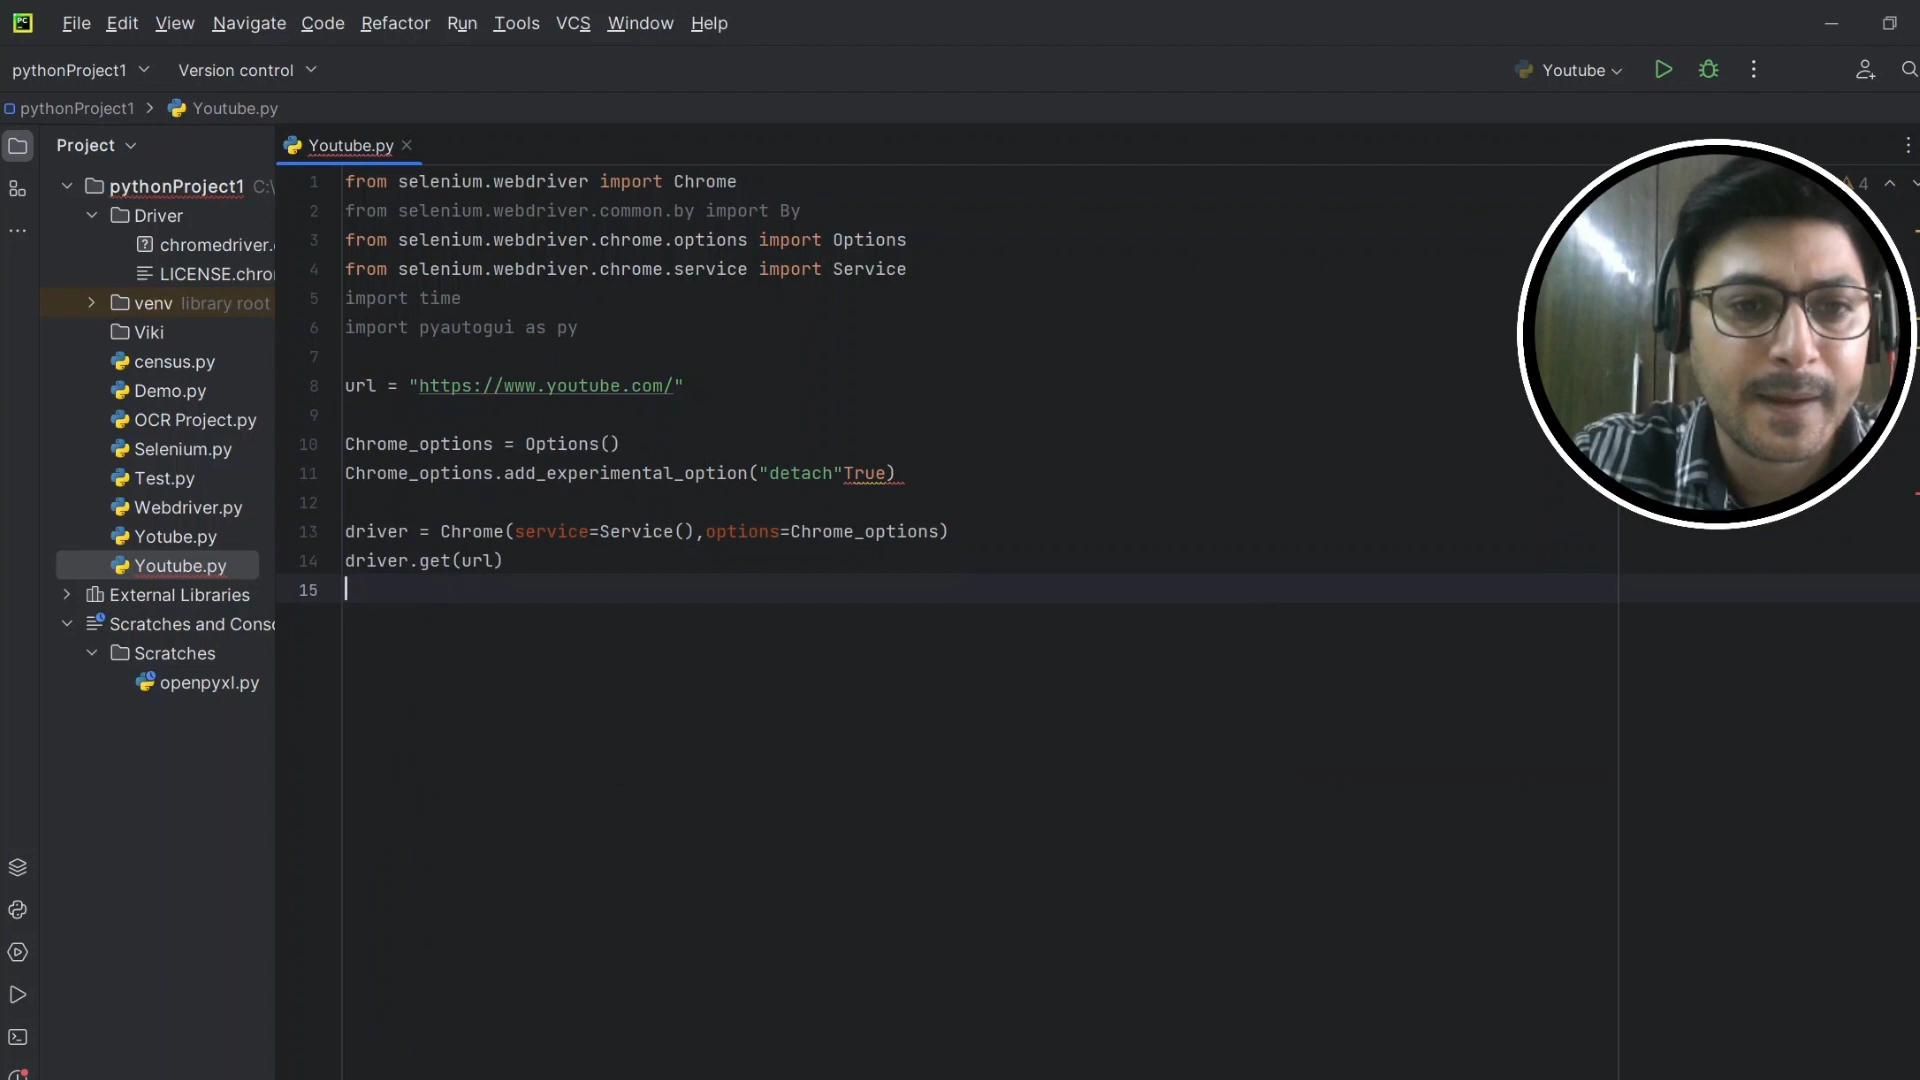 PC File Edit View Navigate Code Refactor Run Tools VCS Window Help
pythonProject1 Version control Youtube
pythonProject1 Youtube.py
Project
Youtube.py
pythonProject1 C:\
Driver
chromedriver.
LICENSE.chro
venv library root
Viki
census.py
Demo.py
OCR Project.py
Selenium.py
Test.py
Webdriver.py
Yotube.py
Youtube.py
External Libraries
Scratches and Conso
Scratches
openpyxl.py
4
1 from selenium.webdriver import Chrome
2 from selenium.webdriver.common.by import By
3 from selenium.webdriver.chrome.options import Options
4 from selenium.webdriver.chrome.service import Service
5 import time
6 import pyautogui as py
7
8 url = "https://www.youtube.com/"
9
10 Chrome_options = Options()
11 Chrome_options.add_experimental_option("detach"True)
12
13 driver = Chrome(service=Service(),options=Chrome_options)
14 driver.get(url)
15